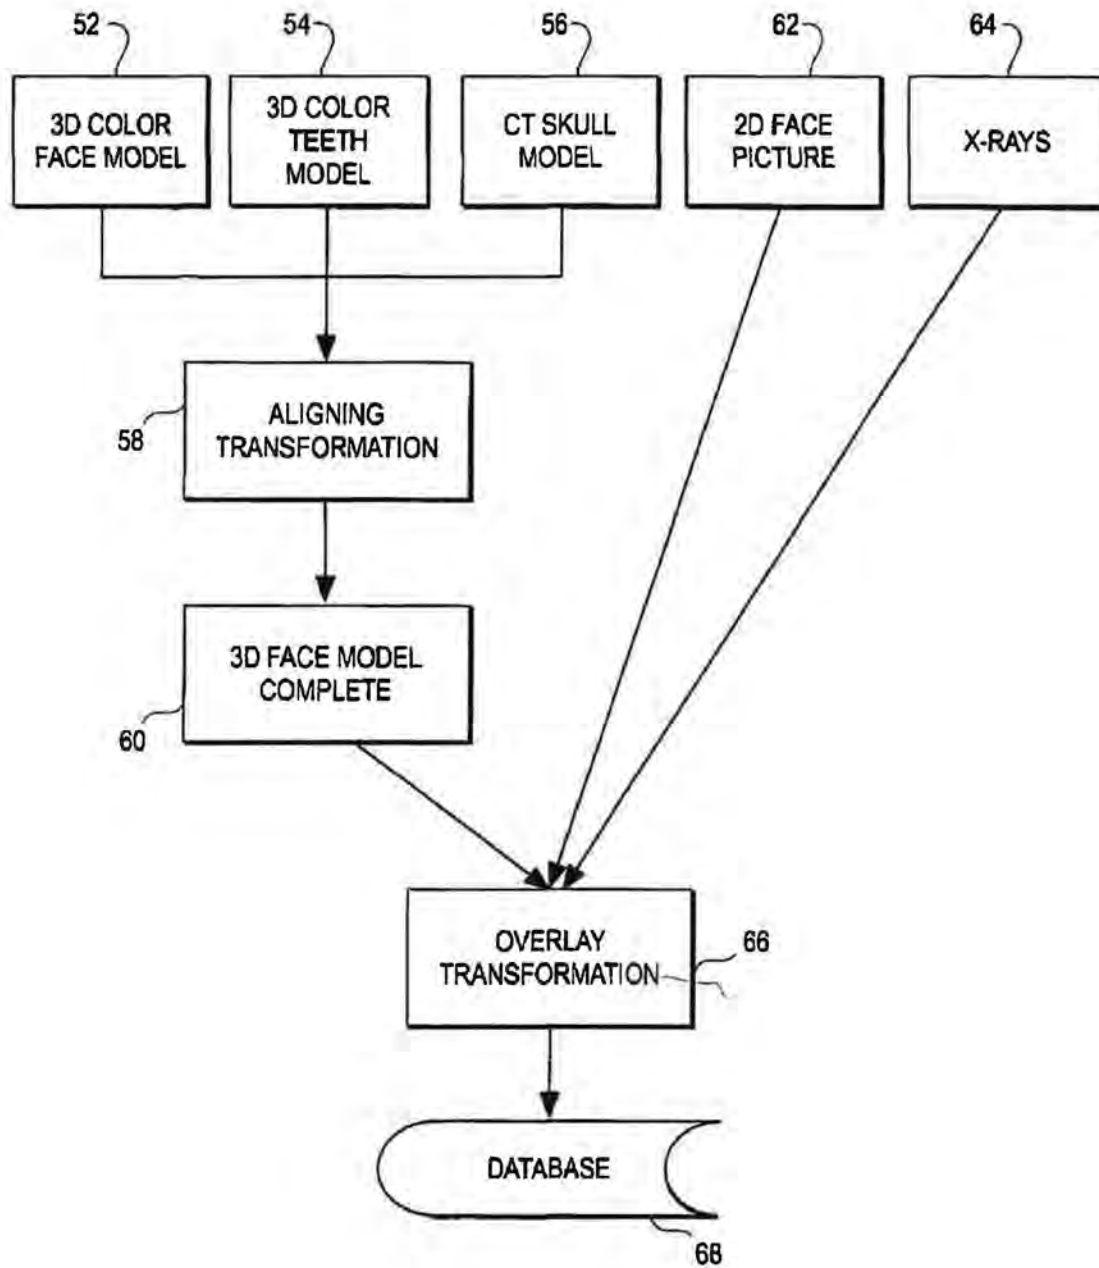 52
54
56
62
64
3D COLOR
FACE MODEL
3D COLOR
TEETH
MODEL
CT SKULL
MODEL
2D FACE
PICTURE
X-RAYS
58
ALIGNING
TRANSFORMATION
60
3D FACE MODEL
COMPLETE
OVERLAY
TRANSFORMATION
66
DATABASE
68